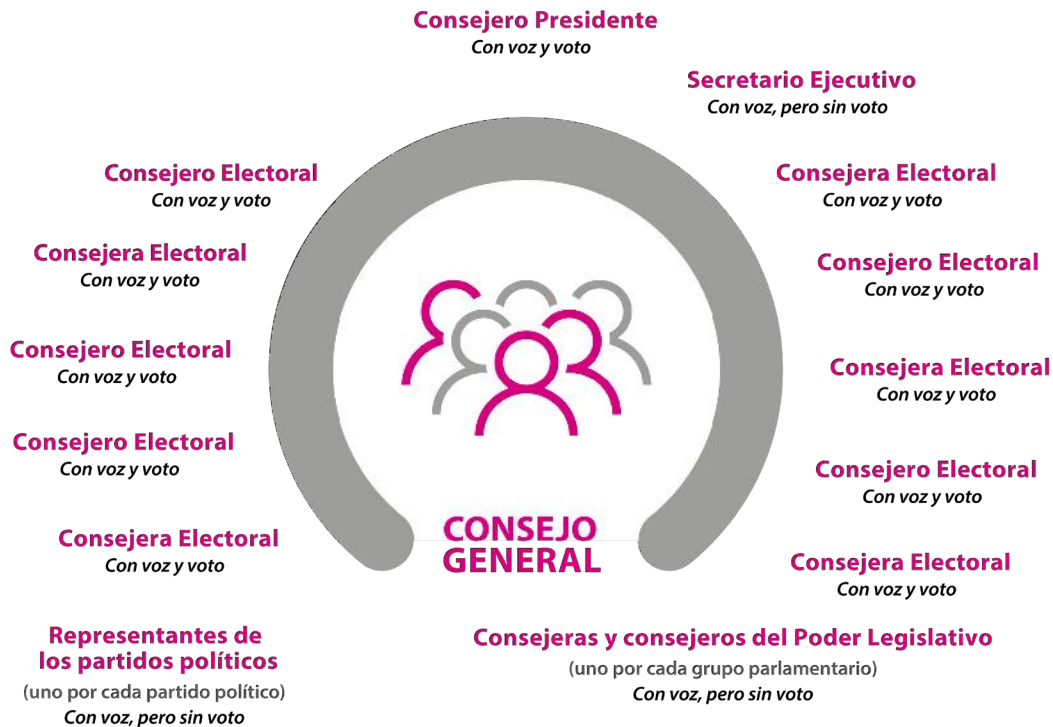 Consejero Presidente
Con voz y voto
Secretario Ejecutivo
Con voz, pero sin voto
Consejero Electoral
Con voz y voto
Consejera Electoral
Con voz y voto
Consejero Electoral
Con voz y voto
Consejero Electoral
Con voz y voto
Consejera Electoral
Con voz y voto
Consejera Electoral
Con voz y voto
Consejero Electoral
Con voz y voto
Consejera Electoral
Con voz y voto
Consejero Electoral
Con voz y voto
Consejera Electoral
Con voz y voto
CONSEJO
GENERAL
Representantes de
los partidos políticos
(uno por cada partido político)
Con voz, pero sin voto
Consejeras y consejeros del Poder Legislativo
(uno por cada grupo parlamentario)
Con voz, pero sin voto